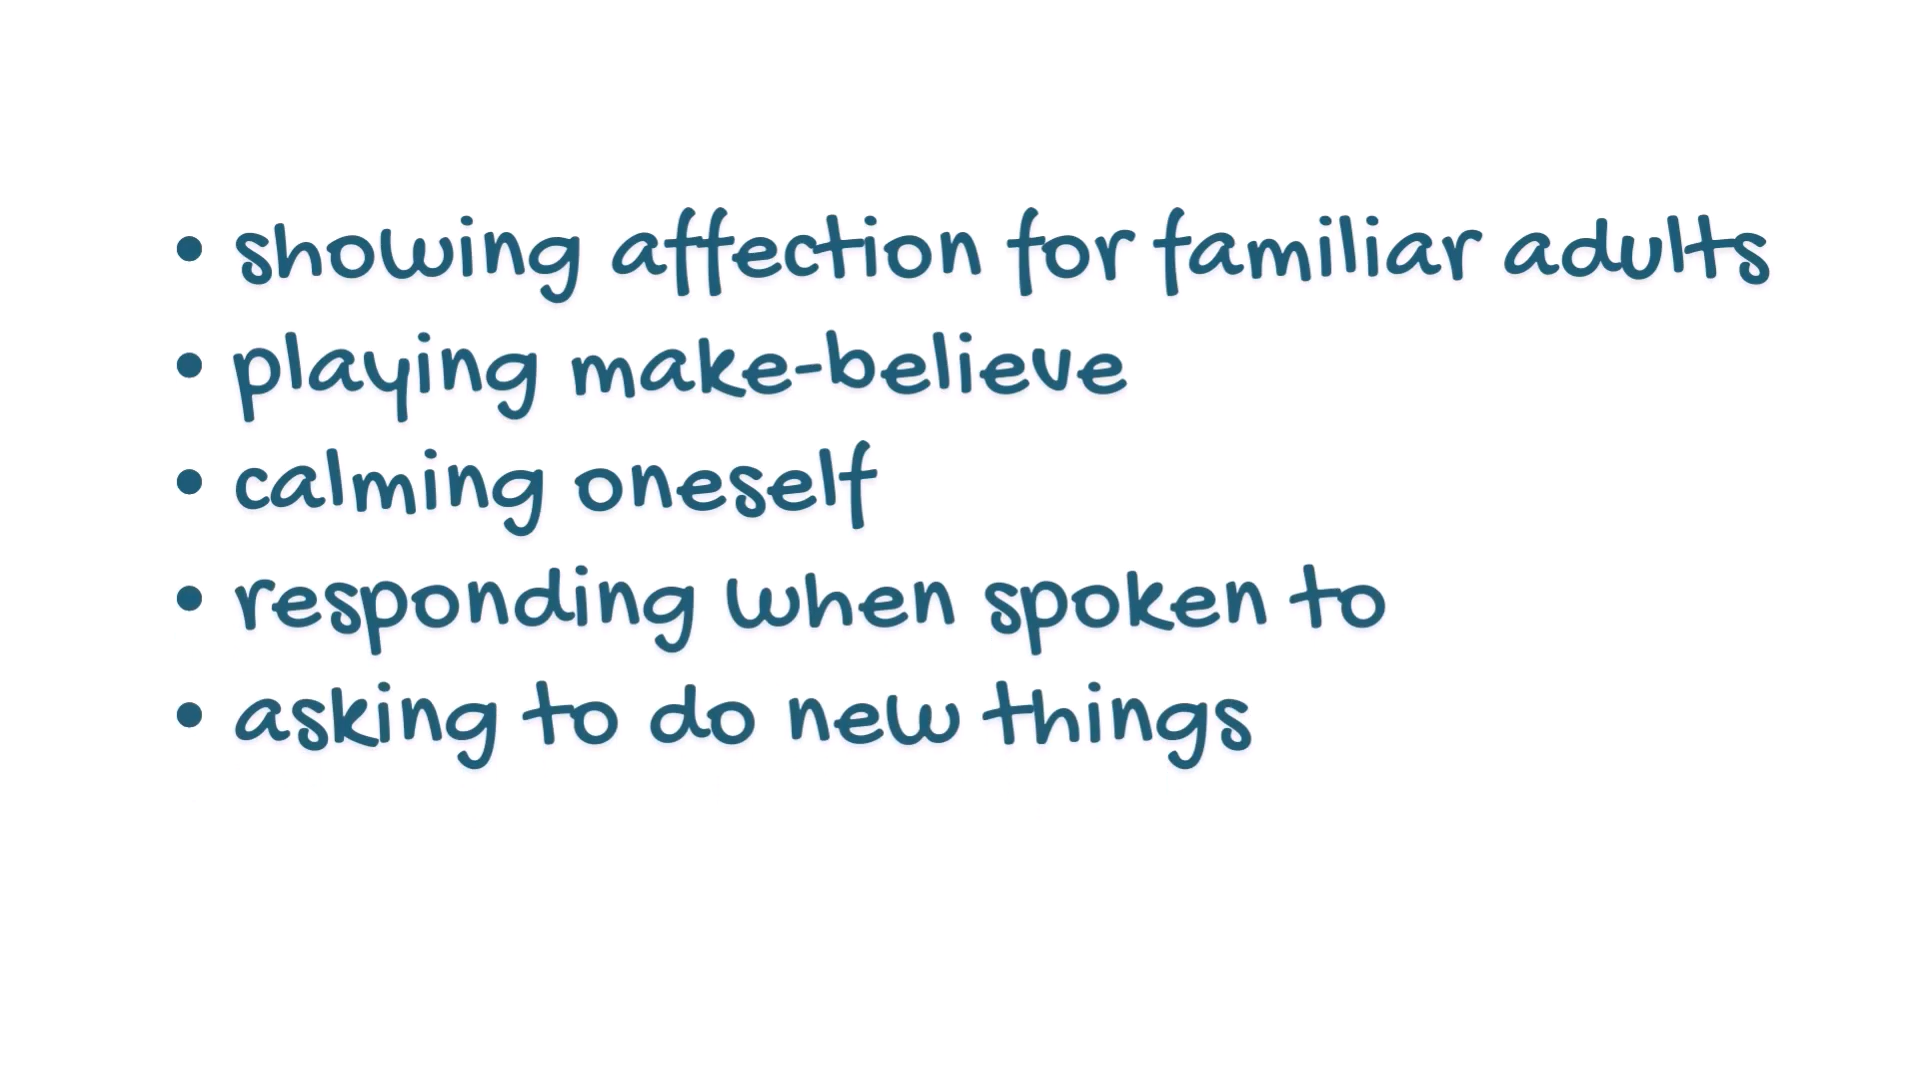 • showing affection for familiar adults
• playing make-believe
• calming oneself
• responding when spoken to
• asking to do new things